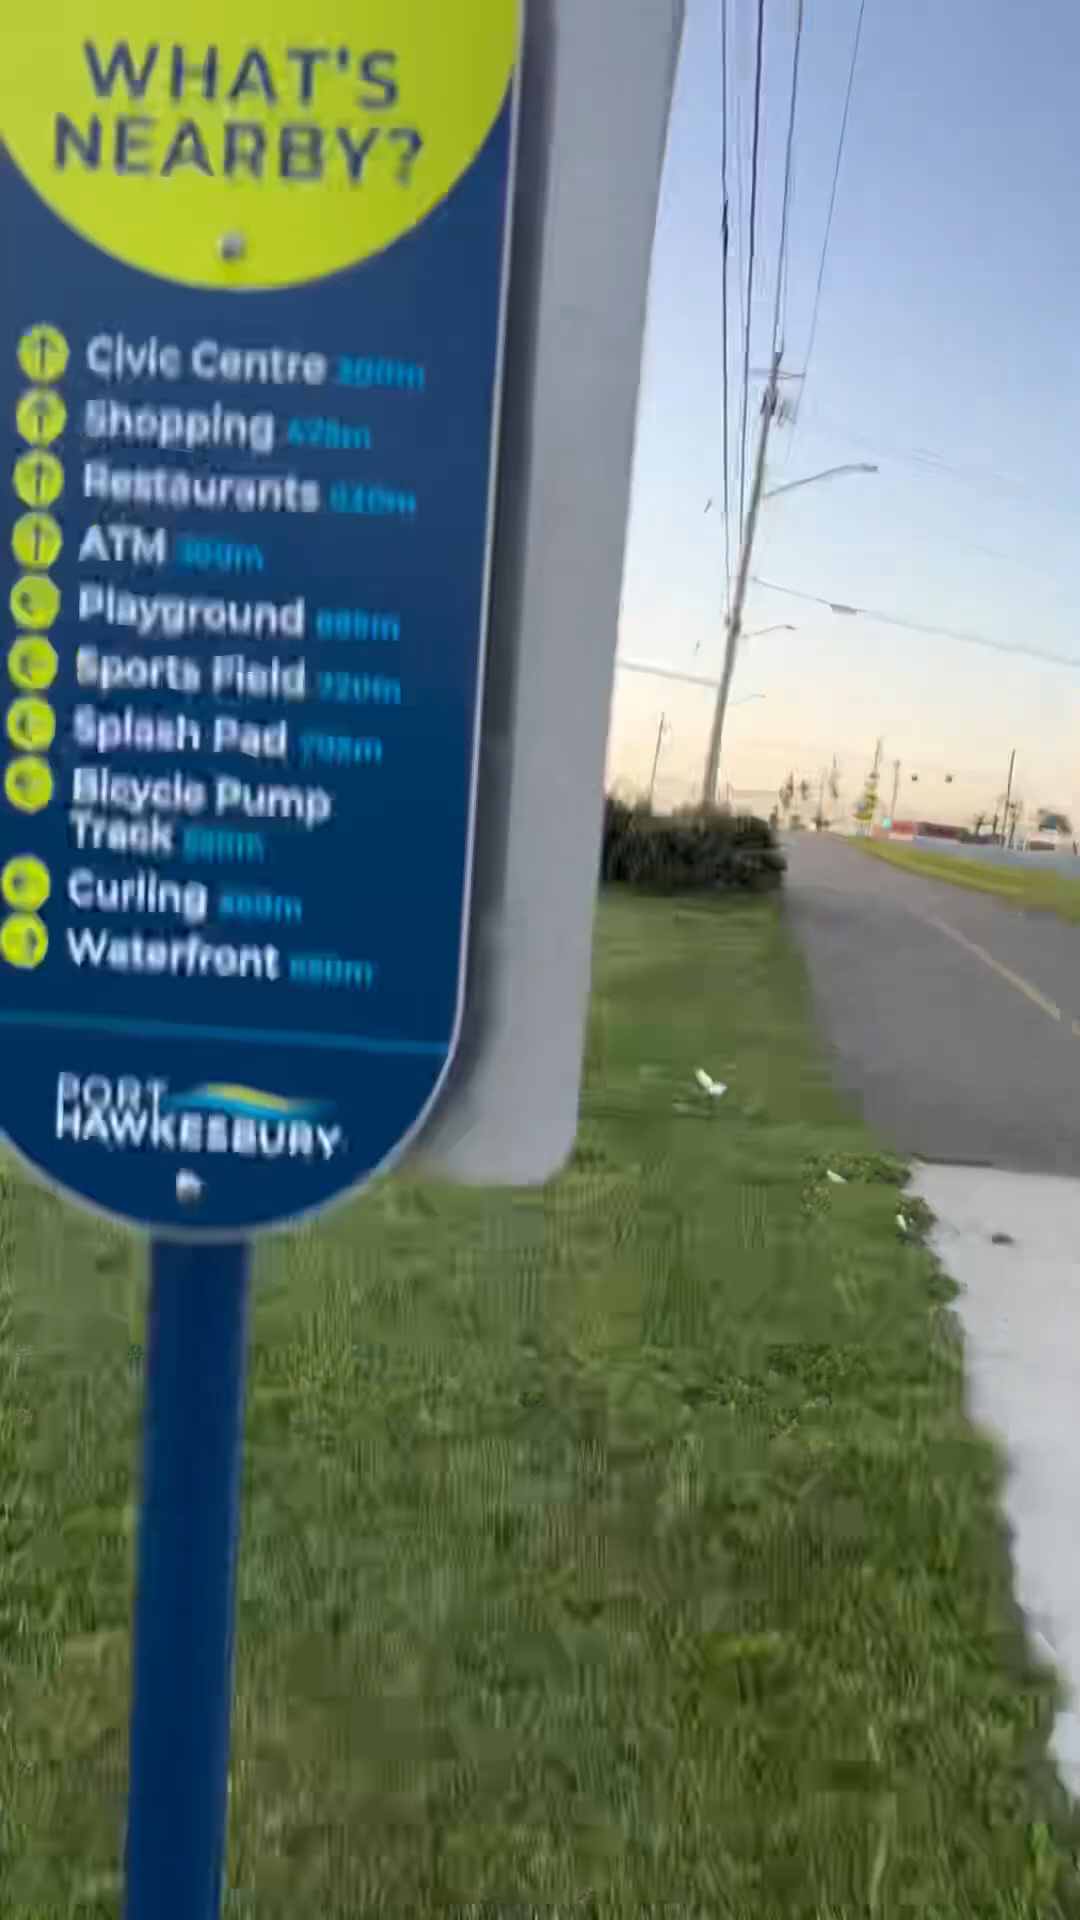 WHAT'S
NEARBY?
Civic Centre
Shopping
Restaurants
ATM
Playground
Sports Field 720m
Splash Pad
Bicycle Pump
Track
Curling
Waterfront
PORT
HAWKESBURY